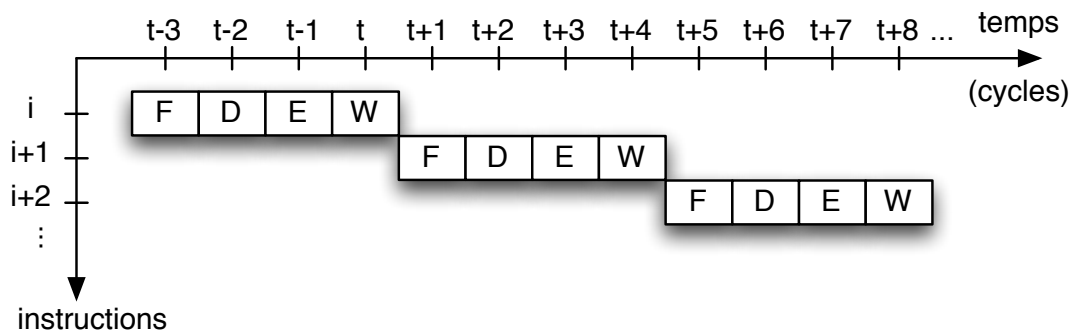 t-3 t-2 t-1 t t+1 t+2 t+3 t+4 t+5 t+6 t+7 t+8 ... temps
(cycles)
i F D E W
i+1 F D E W
i+2 F D E W
...
instructions